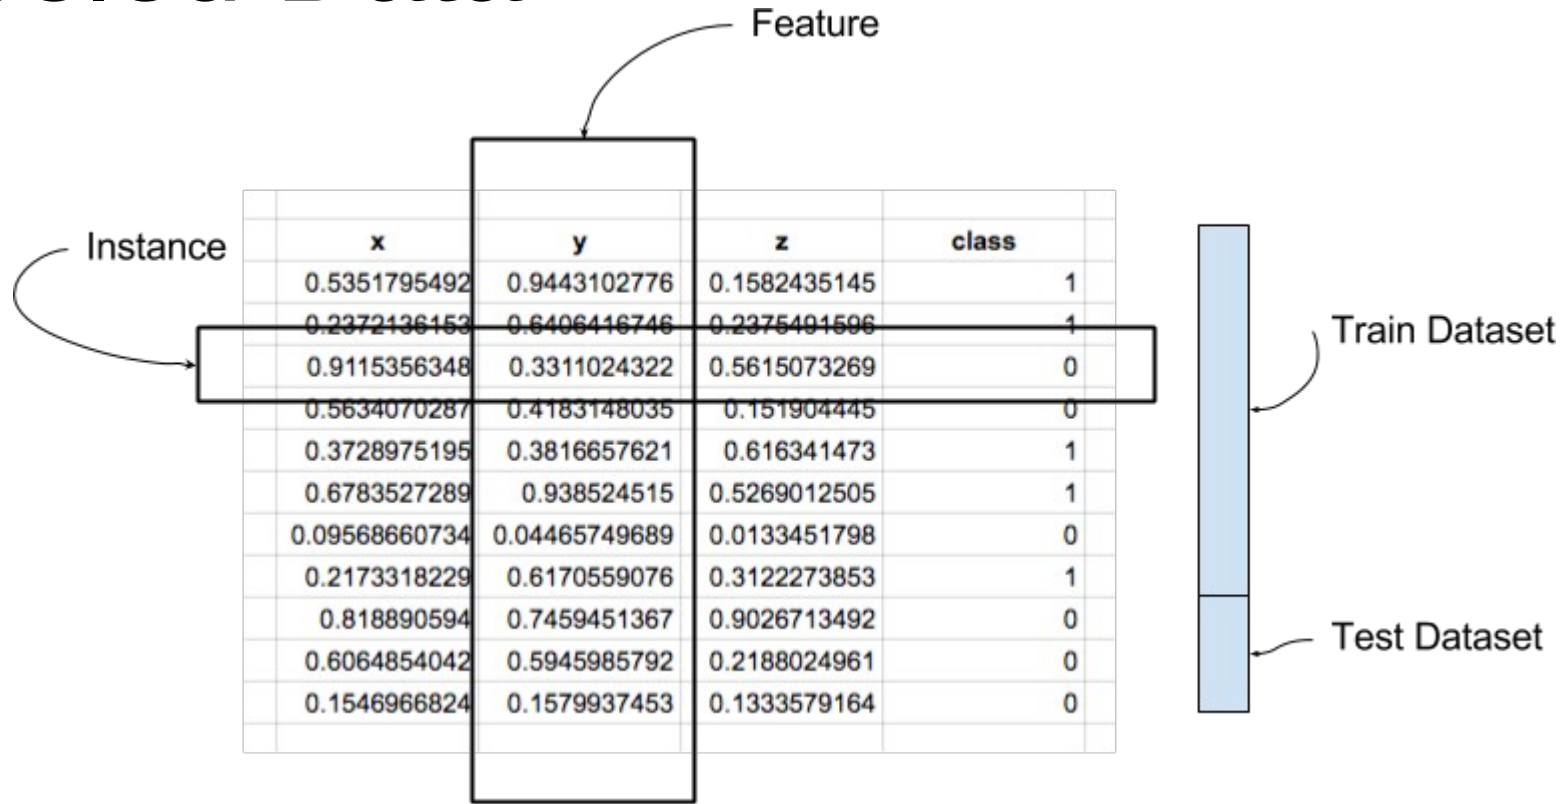 Feature
Instance
x y z class
0.5351795492 0.9443102776 0.1582435145 1
0.2372136153 0.6406416746 0.2375491596 1
0.9115356348 0.3311024322 0.5615073269 0
0.5634070287 0.4183148035 0.151904445 0
0.3728975195 0.3816657621 0.616341473 1
0.6783527289 0.938524515 0.5269012505 1
0.09568660734 0.04465749689 0.0133451798 0
0.2173318229 0.6170559076 0.3122273853 1
0.818890594 0.7459451367 0.9026713492 0
0.6064854042 0.5945985792 0.2188024961 0
0.1546966824 0.1579937453 0.1333579164 0
Train Dataset
Test Dataset